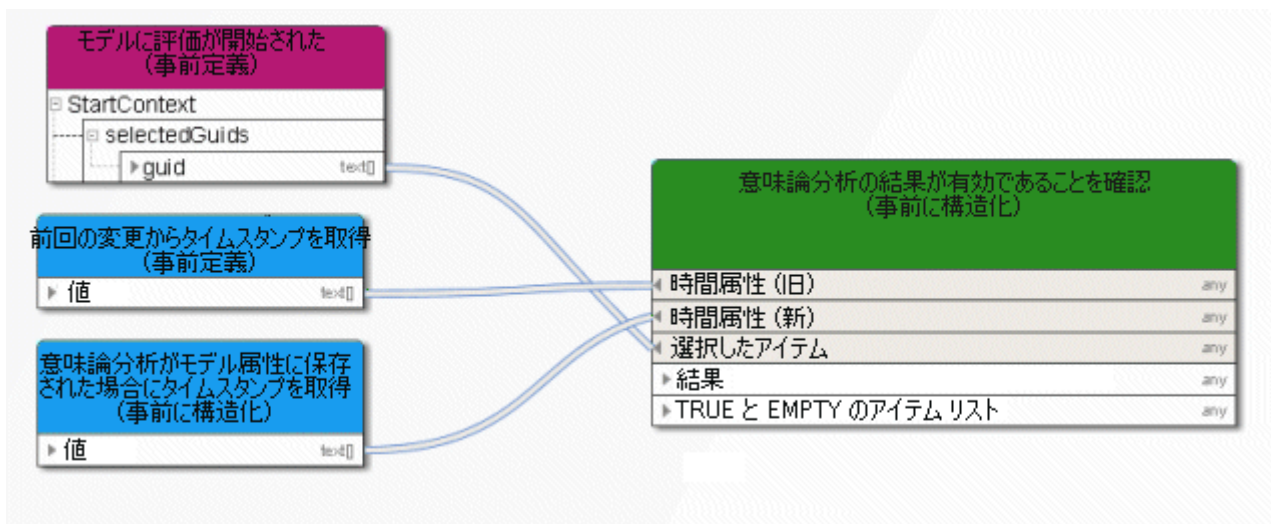 モデルに評価が開始された
(事前定義)
StartContext
selectedGuids
guid text[]
前回の変更からタイムスタンプを取得
(事前定義)
値 text[]
意味論分析がモデル属性に保存
された場合にタイムスタンプを取得
(事前に構造化)
値 text[]
意味論分析の結果が有効であることを確認
(事前に構造化)
時間属性 (旧) any
時間属性 (新) any
選択したアイテム any
結果 any
TRUE と EMPTY のアイテム リスト any